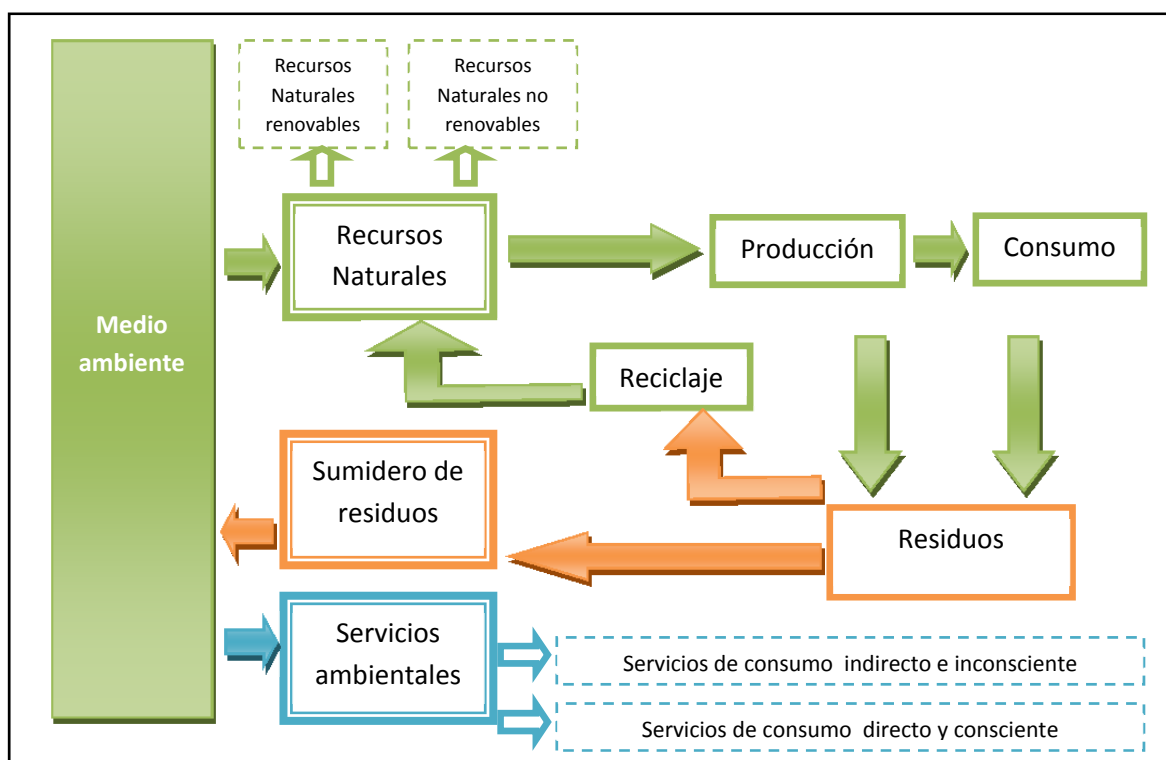 Recursos
Naturales
renovables
Recursos
Naturales no
renovables
Recursos
Naturales
Producción
Consumo
Medio
ambiente
Reciclaje
Sumidero de
residuos
Residuos
Servicios
ambientales
Servicios de consumo indirecto e inconsciente
Servicios de consumo directo y consciente